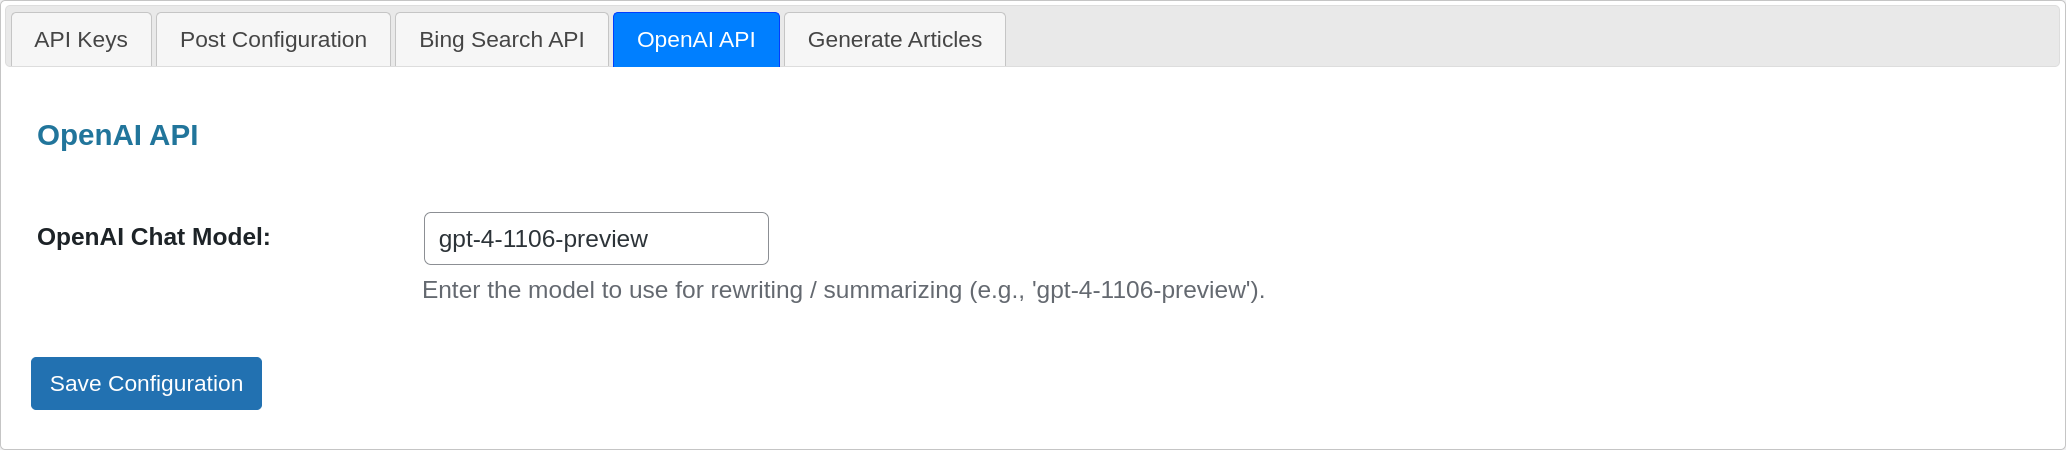 API Keys Post Configuration Bing Search API OpenAI API Generate Articles
OpenAI API
OpenAI Chat Model: gpt-4-1106-preview
Enter the model to use for rewriting / summarizing (e.g., 'gpt-4-1106-preview').
Save Configuration